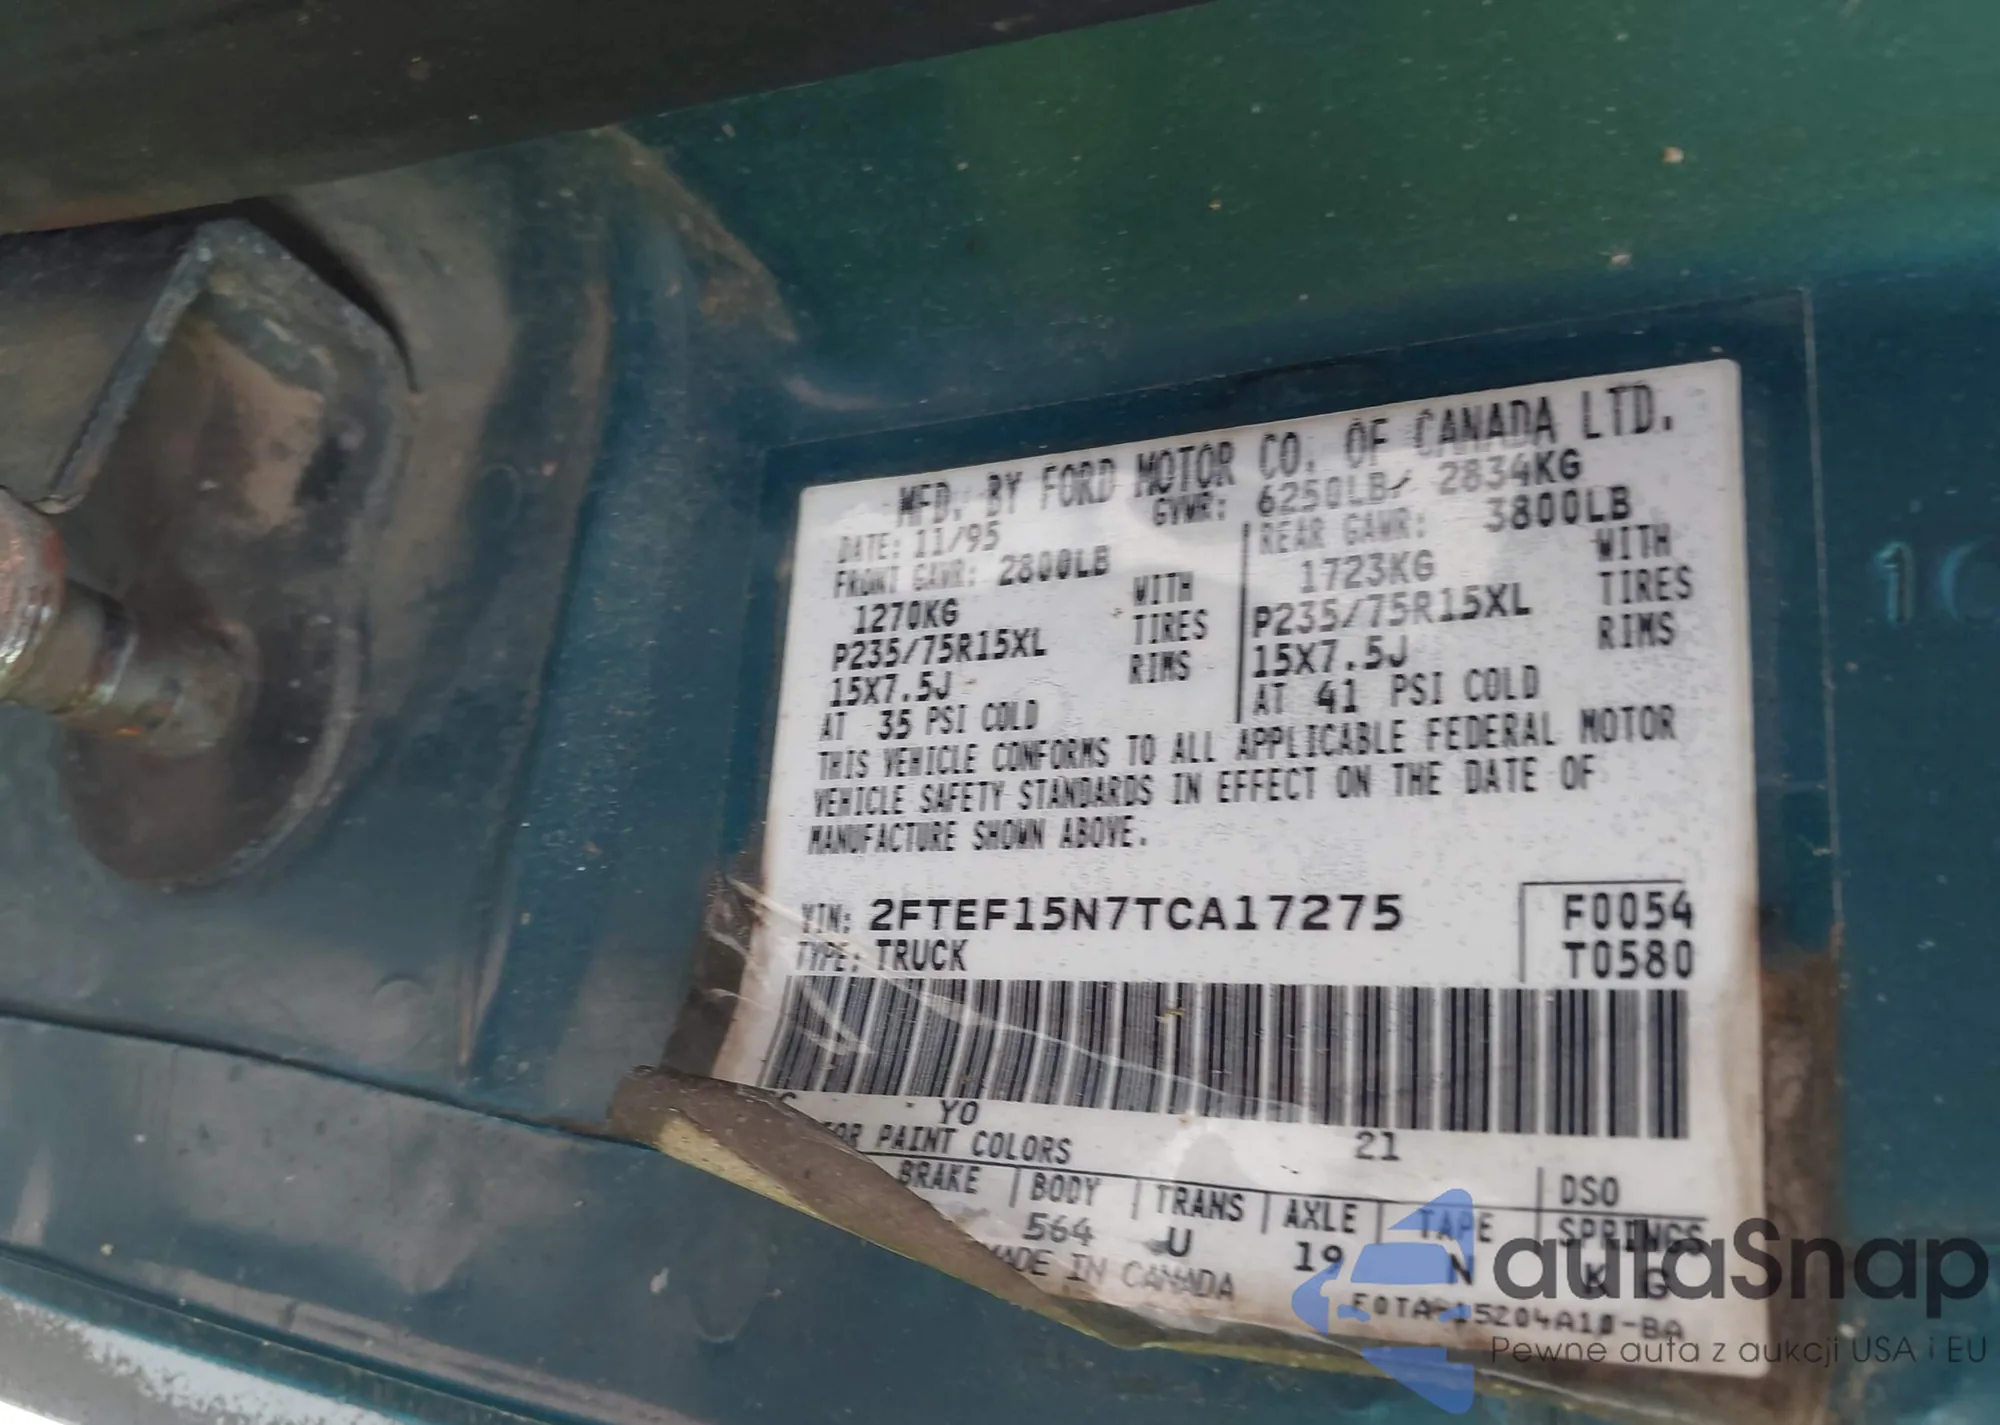 MFD. BY FORD MOTOR CO. OF CANADA LTD.
DATE: 11/95 GVWR: 6250LB/ 2834KG
FRONT GAWR: 2800LB REAR GAWR: 3800LB
1270KG WITH 1723KG WITH
P235/75R15XL TIRES P235/75R15XL TIRES
15X7.5J RIMS 15X7.5J RIMS
AT 35 PSI COLD AT 41 PSI COLD
THIS VEHICLE CONFORMS TO ALL APPLICABLE FEDERAL MOTOR
VEHICLE SAFETY STANDARDS IN EFFECT ON THE DATE OF
MANUFACTURE SHOWN ABOVE.
VIN: 2FTEF15N7TCA17275 F0054
TYPE: TRUCK T0580
YO 21
PAINT COLORS DSO
BRAKE BODY TRANS AXLE TAPE SPRINGS
564 U 19 N K G
MADE IN CANADA
autaSnap
Pewne auta z aukcji USA i EU